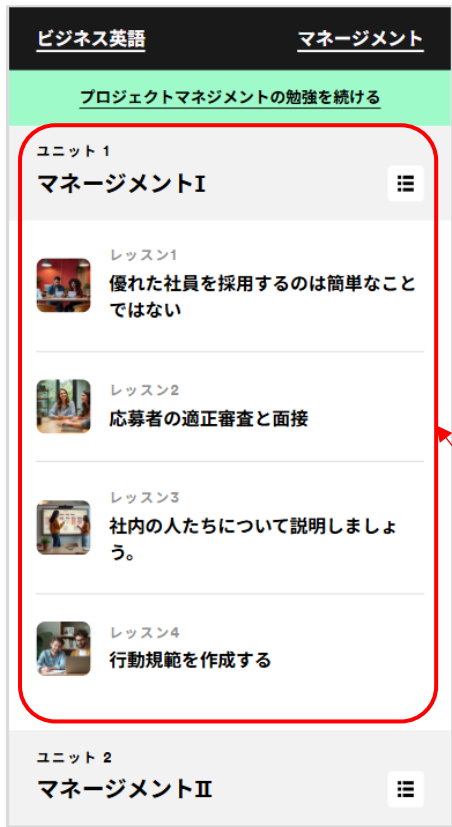 ビジネス英語 マネージメント
プロジェクトマネジメントの勉強を続ける
ユニット 1
マネージメントI
レッスン1
優れた社員を採用するのは簡単なこと
ではない
レッスン2
応募者の適正審査と面接
レッスン3
社内の人たちについて説明しましょ
う。
レッスン4
行動規範を作成する
ユニット 2
マネージメントII